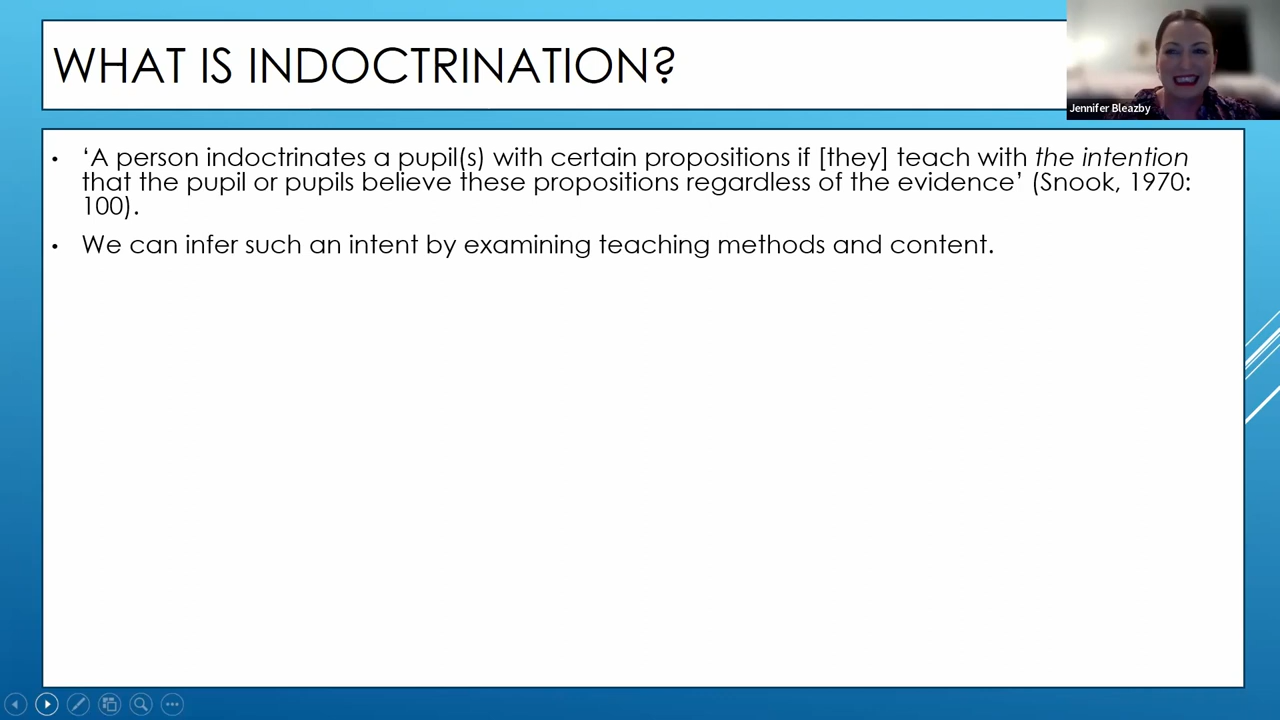 WHAT IS INDOCTRINATION?
Jennifer Bleazby
• ‘A person indoctrinates a pupil(s) with certain propositions if [they] teach with the intention
that the pupil or pupils believe these propositions regardless of the evidence’ (Snook, 1970:
100).
• We can infer such an intent by examining teaching methods and content.